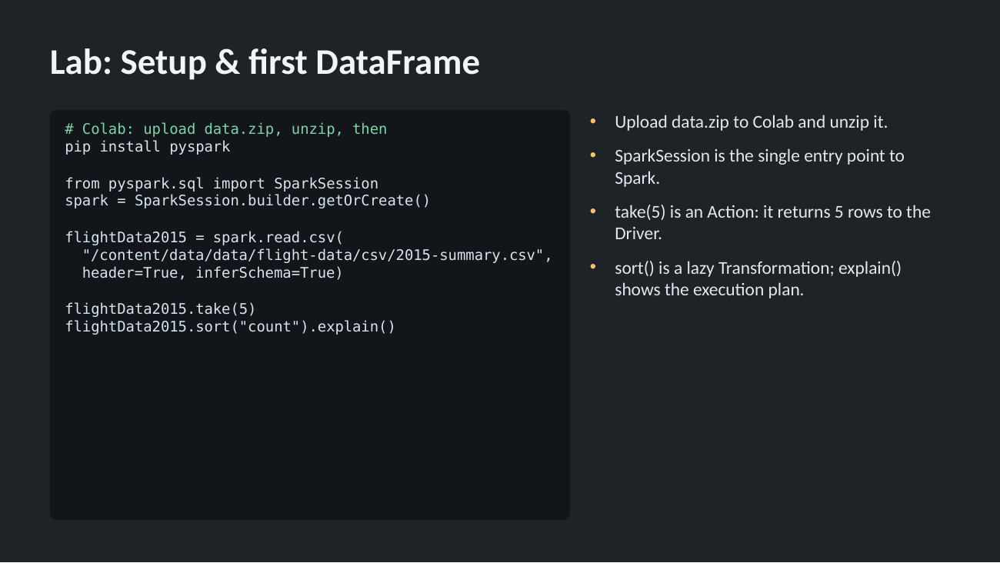 Lab: Setup & first DataFrame
# Colab: upload data.zip, unzip, then
pip install pyspark
from pyspark.sql import SparkSession
spark = SparkSession.builder.getOrCreate()
flightData2015 = spark.read.csv(
"/content/data/data/flight-data/csv/2015-summary.csv",
header=True, inferSchema=True)
flightData2015.take(5)
flightData2015.sort("count").explain()
• Upload data.zip to Colab and unzip it.
• SparkSession is the single entry point to
Spark.
• take(5) is an Action: it returns 5 rows to the
Driver.
• sort() is a lazy Transformation; explain()
shows the execution plan.